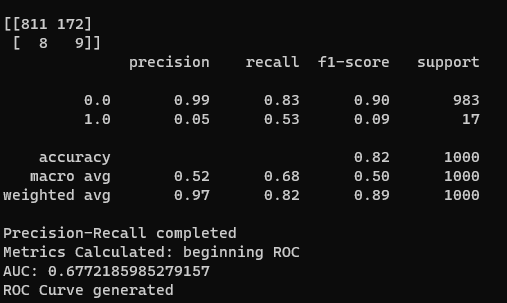 [[811 172]
 [  8   9]]
              precision    recall  f1-score   support

         0.0       0.99      0.83      0.90       983
         1.0       0.05      0.53      0.09        17

    accuracy                           0.82      1000
   macro avg       0.52      0.68      0.50      1000
weighted avg       0.97      0.82      0.89      1000

Precision-Recall completed
Metrics Calculated: beginning ROC
AUC: 0.6772185985279157
ROC Curve generated